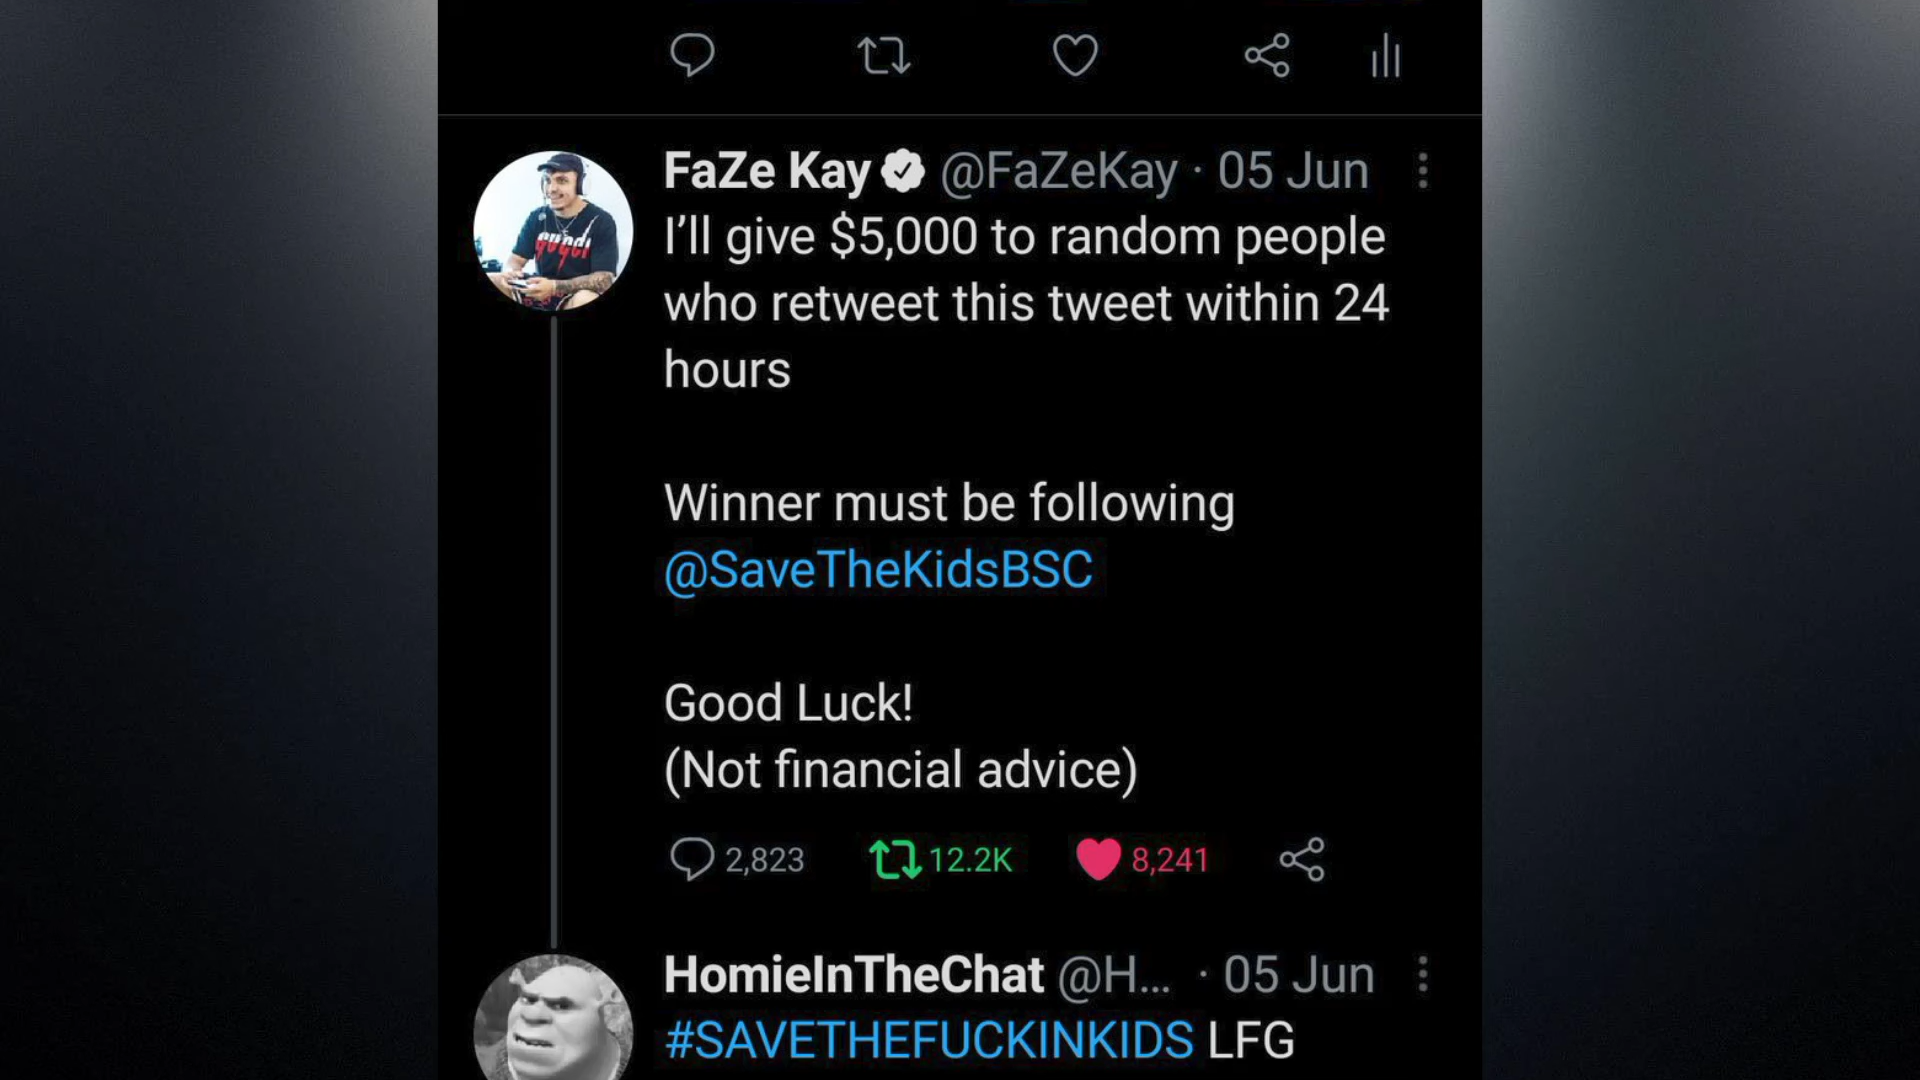 FaZe Kay @FaZeKay · 05 Jun
I’ll give $5,000 to random people
who retweet this tweet within 24
hours
Winner must be following
@SaveTheKidsBSC
Good Luck!
(Not financial advice)
2,823 12.2K 8,241
HomieInTheChat @H... · 05 Jun
#SAVETHEFUCKINKIDS LFG